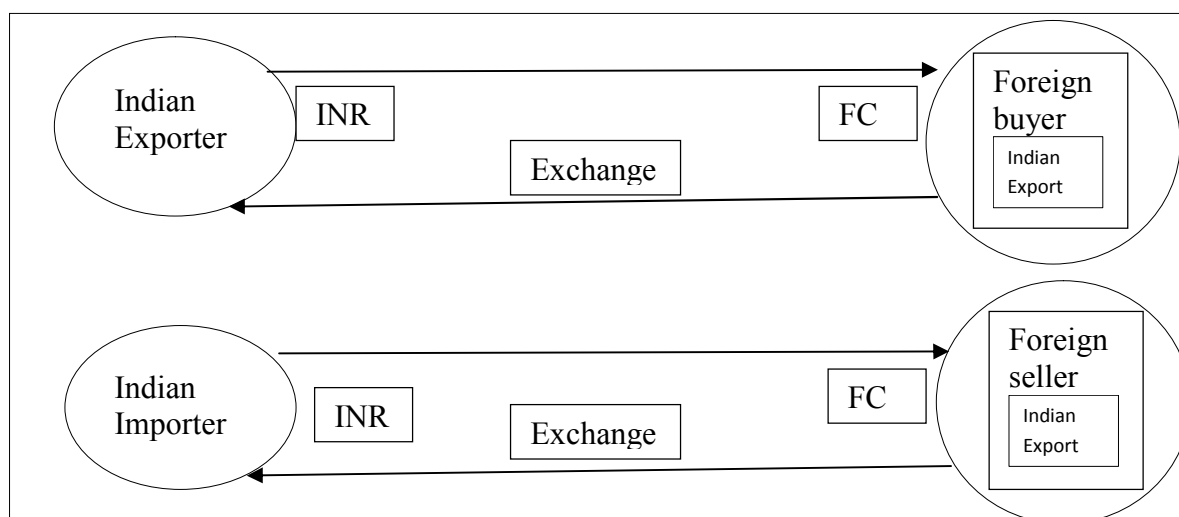 Indian
Exporter
INR
FC
Exchange
Foreign
buyer
Indian
Export
Indian
Importer
INR
FC
Exchange
Foreign
seller
Indian
Export